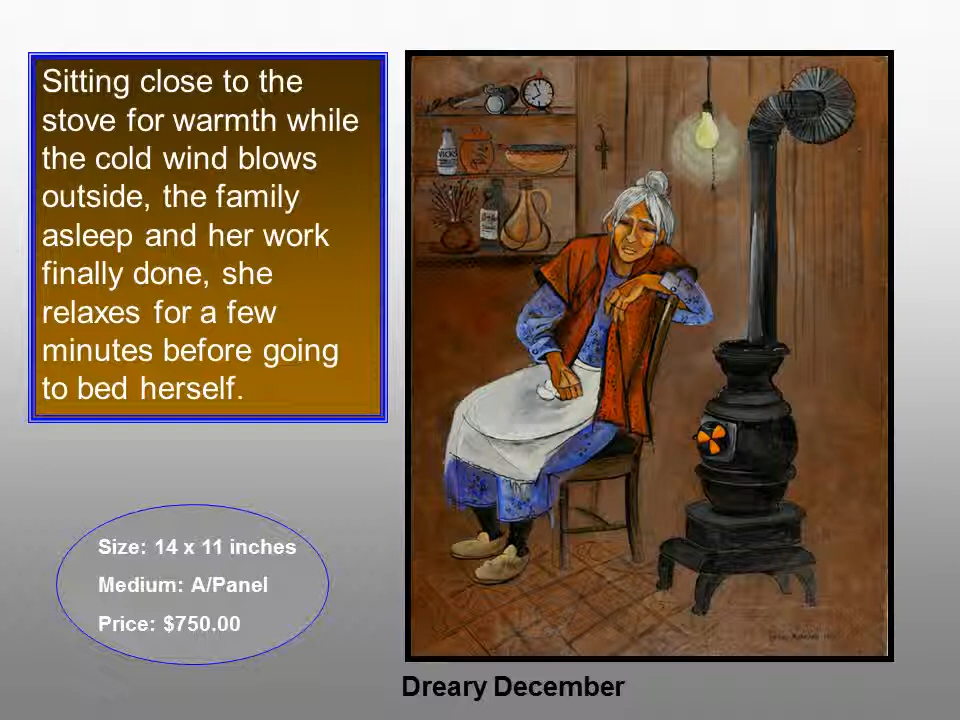 Sitting close to the
stove for warmth while
the cold wind blows
outside, the family
asleep and her work
finally done, she
relaxes for a few
minutes before going
to bed herself.
VICKS
Size: 14 x 11 inches
Medium: A/Panel
Price: $750.00
Dreary December